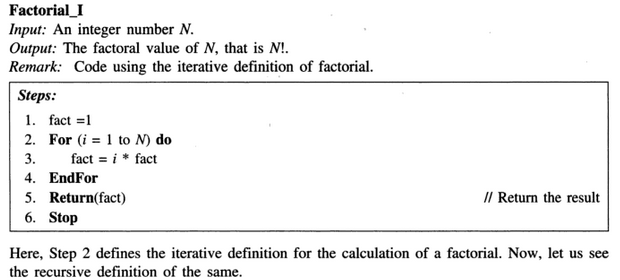 Factorial_I
Input: An integer number N.
Output: The factoral value of N, that is N!.
Remark: Code using the iterative definition of factorial.
Steps:
1. fact =1
2. For (i = 1 to N) do
3. fact = i * fact
4. EndFor
5. Return(fact) // Return the result
6. Stop
Here, Step 2 defines the iterative definition for the calculation of a factorial. Now, let us see
the recursive definition of the same.